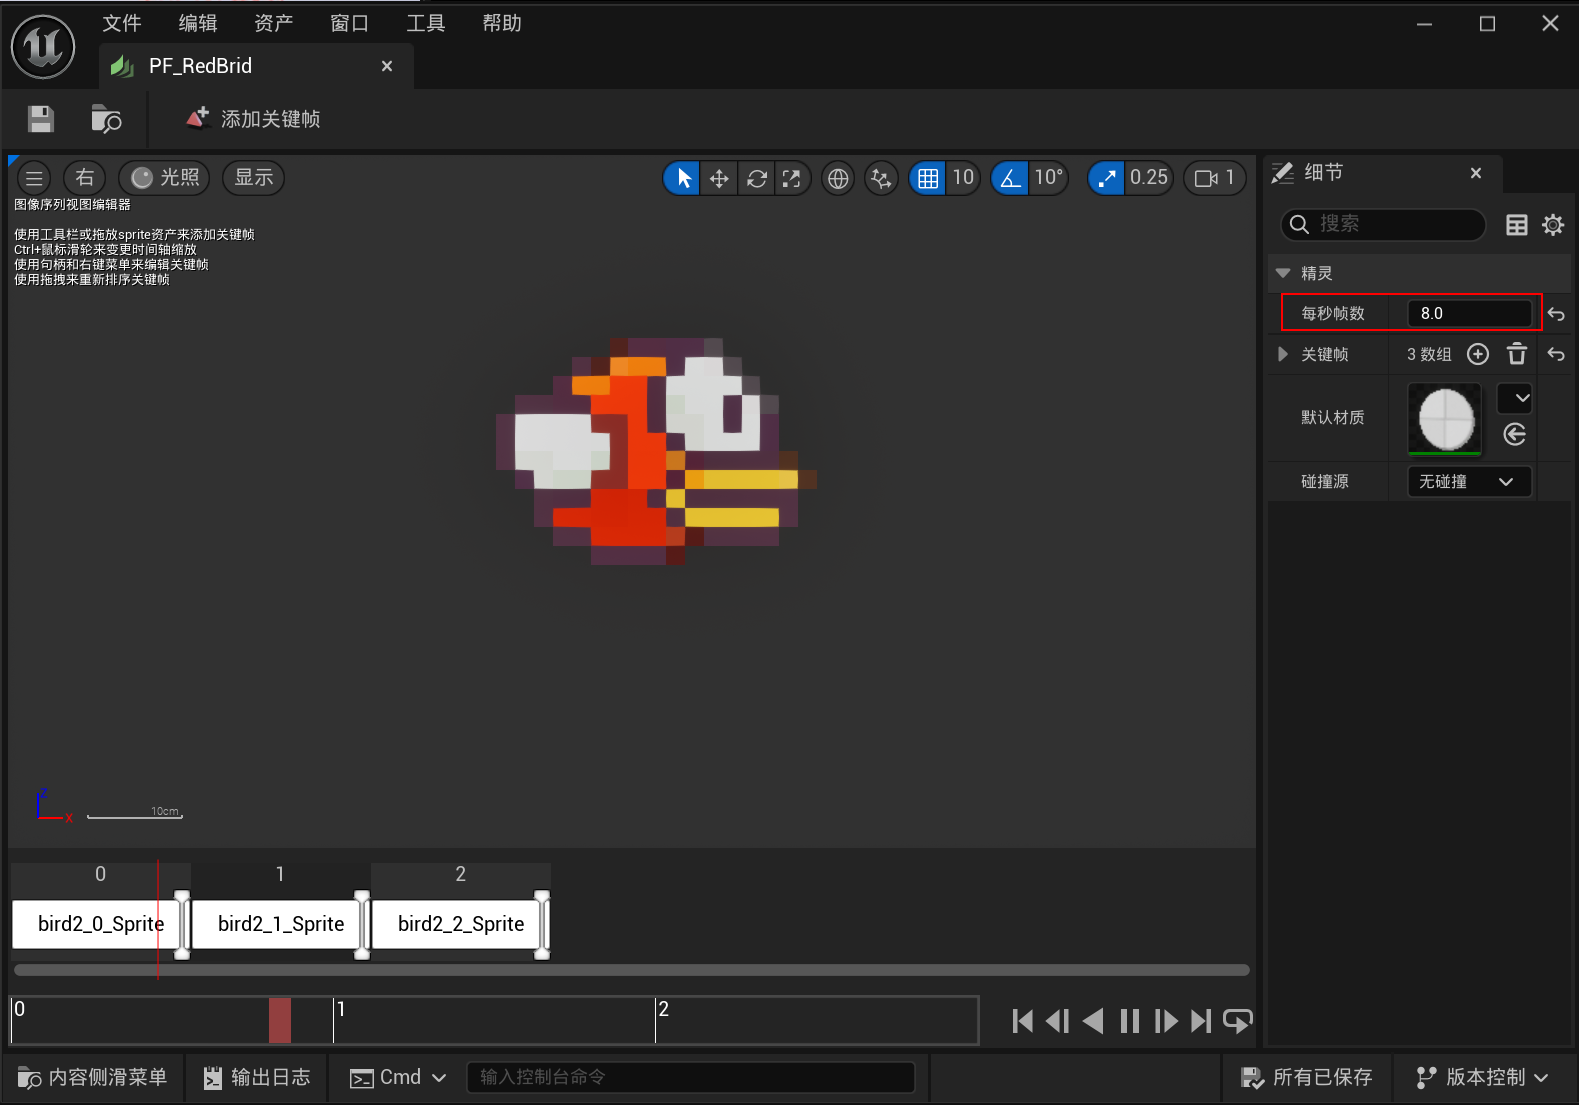 文件 编辑 资产 窗口 工具 帮助
PF_RedBrid
添加关键帧
右 光照 显示 10 10° 0.25 1
图像序列视图编辑器
使用工具栏或拖放sprite资产来添加关键帧
Ctrl+鼠标滑轮来变更时间轴缩放
使用句柄和右键菜单来编辑关键帧
使用拖拽来重新排序关键帧
细节
搜索
精灵
每秒帧数 8.0
关键帧 3 数组
默认材质
碰撞源 无碰撞
Z
X
10cm
0 1 2
bird2_0_Sprite bird2_1_Sprite bird2_2_Sprite
0 1 2
内容侧滑菜单 输出日志 Cmd 输入控制台命令 所有已保存 版本控制